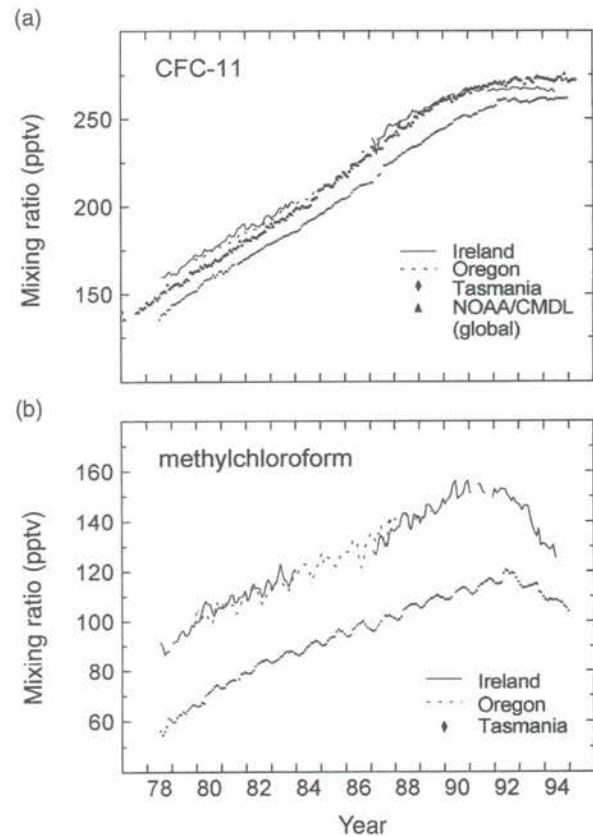 (a)
CFC-11
250
200
150
Mixing ratio (pptv)
Ireland
Oregon
Tasmania
NOAA/CMDL
(global)
(b)
methylchloroform
160
140
120
100
80
60
Mixing ratio (pptv)
Ireland
Oregon
Tasmania
78 80 82 84 86 88 90 92 94
Year